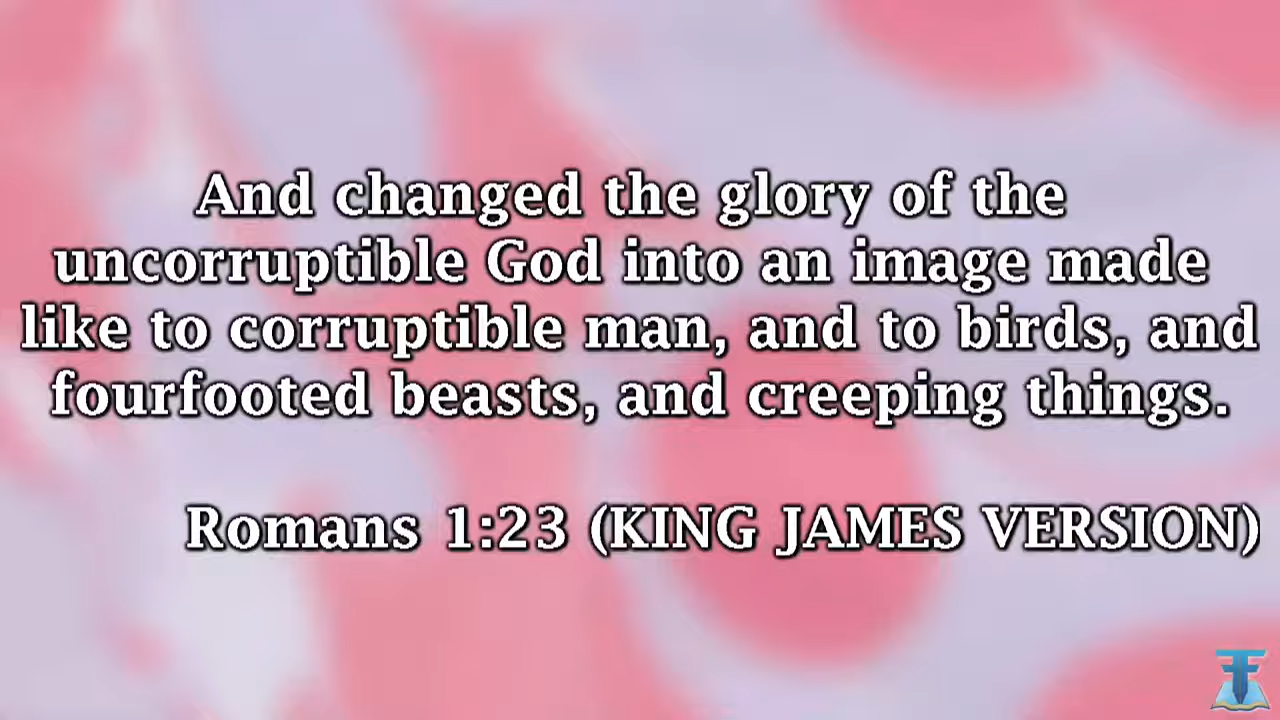 And changed the glory of the
uncorruptible God into an image made
like to corruptible man, and to birds, and
fourfooted beasts, and creeping things.
Romans 1:23 (KING JAMES VERSION)